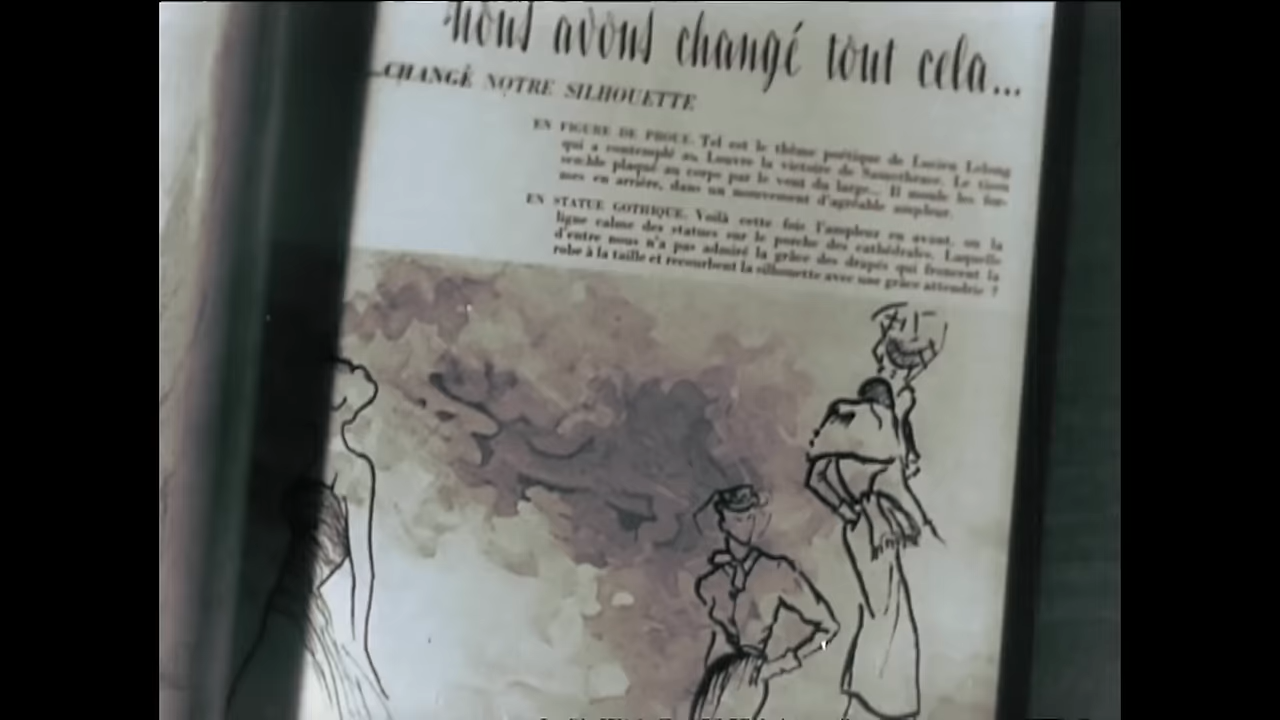 nous avons changé tout cela...
...CHANGÉ NOTRE SILHOUETTE
EN FIGURE DE PROUE. Tel est le thème poétique de Lucien Lelong
qui a contemplé au Louvre la victoire de Samothrace. Le tissu
semble plaqué au corps par le vent du large... Il moule les for-
mes en arrière, dans un mouvement d'agréable ampleur.
EN STATUE GOTHIQUE. Voilà cette fois l'ampleur en avant, ou la
ligne calme des statues sur le porche des cathédrales. Laquelle
d'entre nous n'a pas admiré la grâce des drapés qui froncent la
robe à la taille et recourbent la silhouette avec une grâce attendrie ?